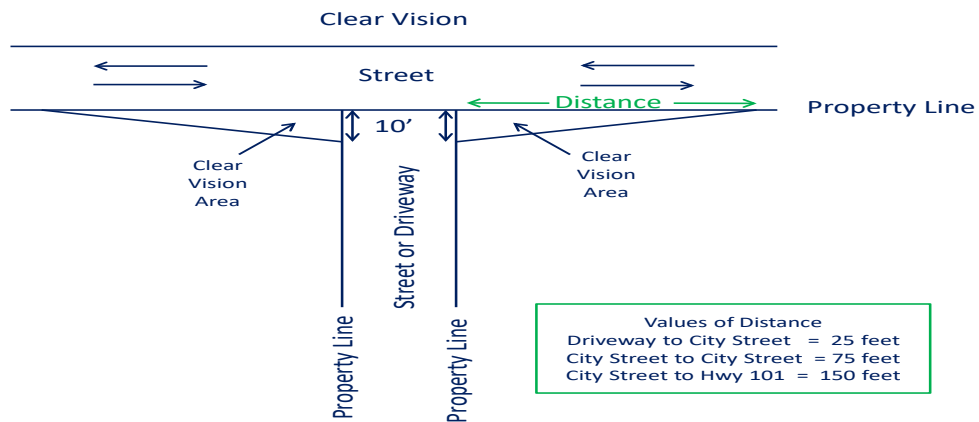 Clear Vision
Street
Distance
Property Line
10'
Clear
Vision
Area
Clear
Vision
Area
Street or Driveway
Property Line
Property Line
Values of Distance
Driveway to City Street = 25 feet
City Street to City Street = 75 feet
City Street to Hwy 101 = 150 feet